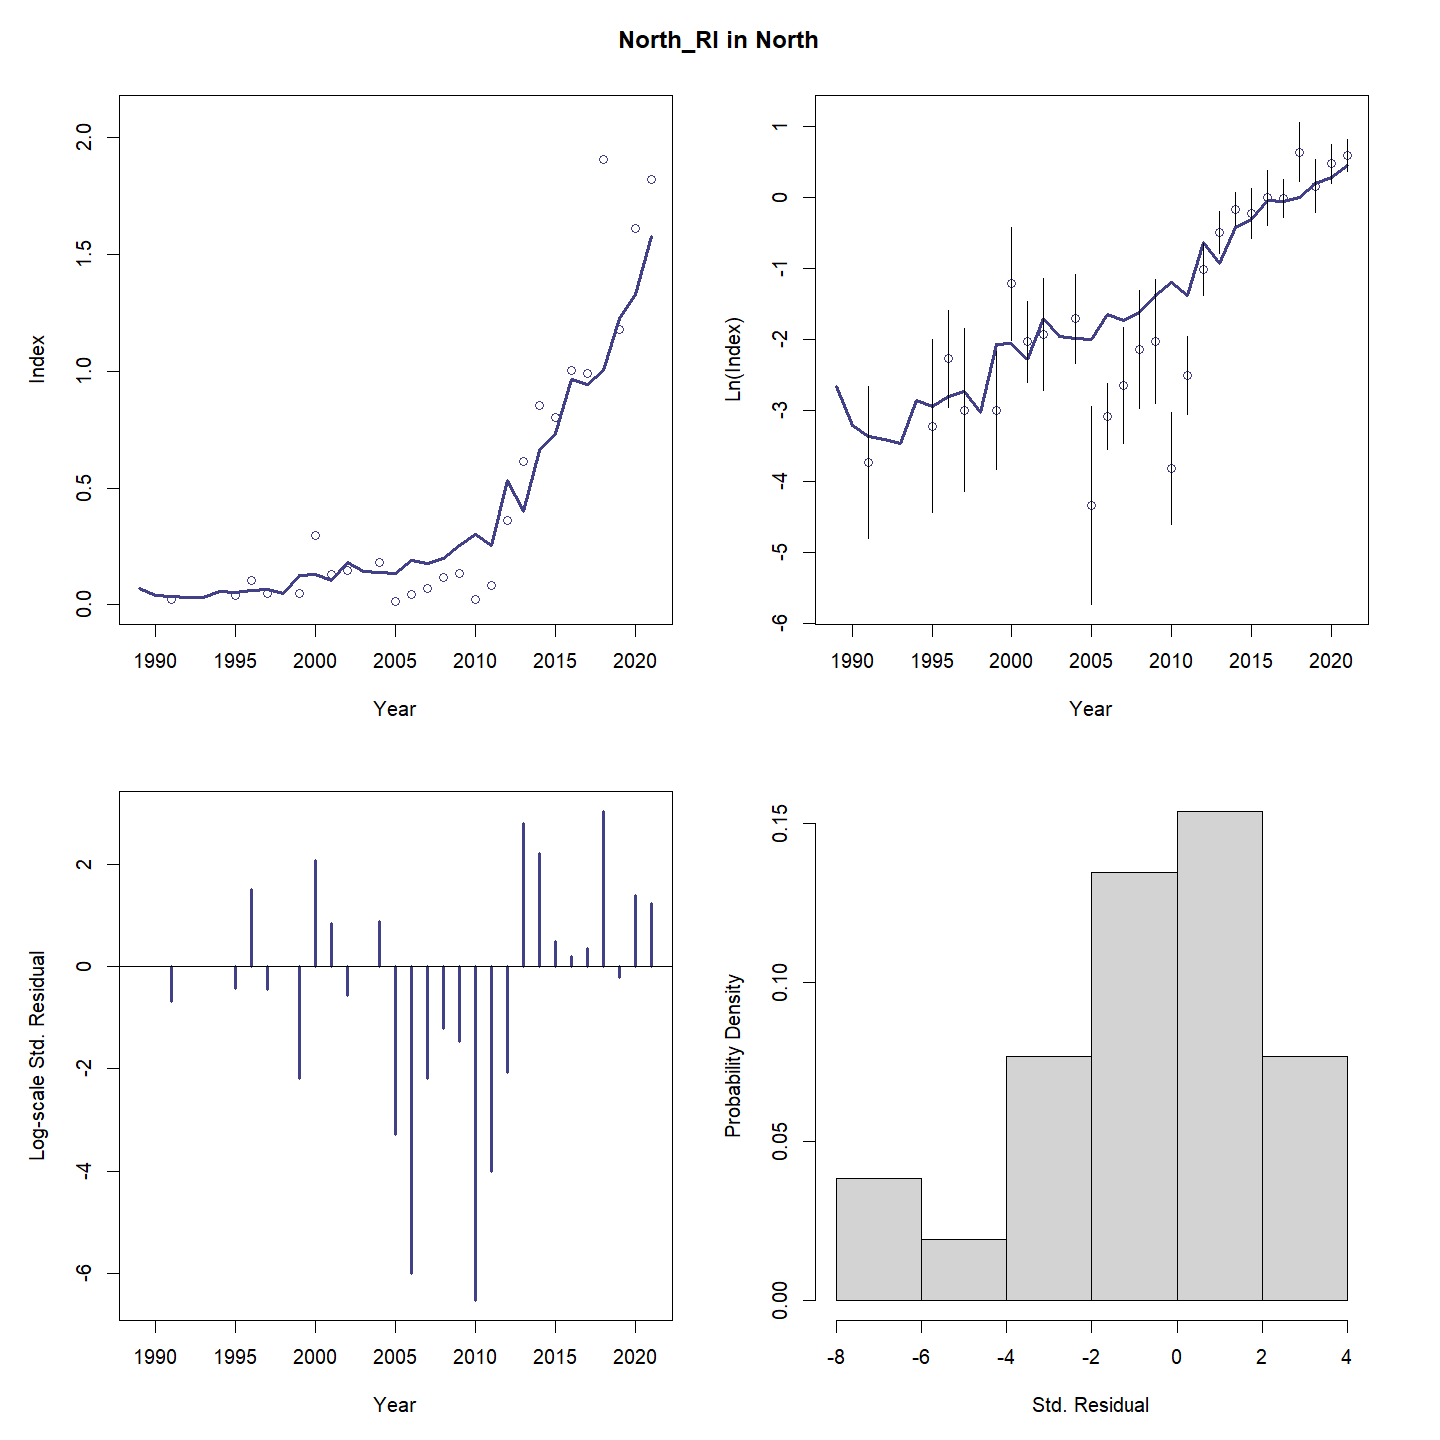 North_RI in North
Index
0.0 0.5 1.0 1.5 2.0
1990 1995 2000 2005 2010 2015 2020
Year
Ln(Index)
-6 -5 -4 -3 -2 -1 0 1
1990 1995 2000 2005 2010 2015 2020
Year
Log-scale Std. Residual
-6 -4 -2 0 2
1990 1995 2000 2005 2010 2015 2020
Year
Probability Density
0.00 0.05 0.10 0.15
-8 -6 -4 -2 0 2 4
Std. Residual